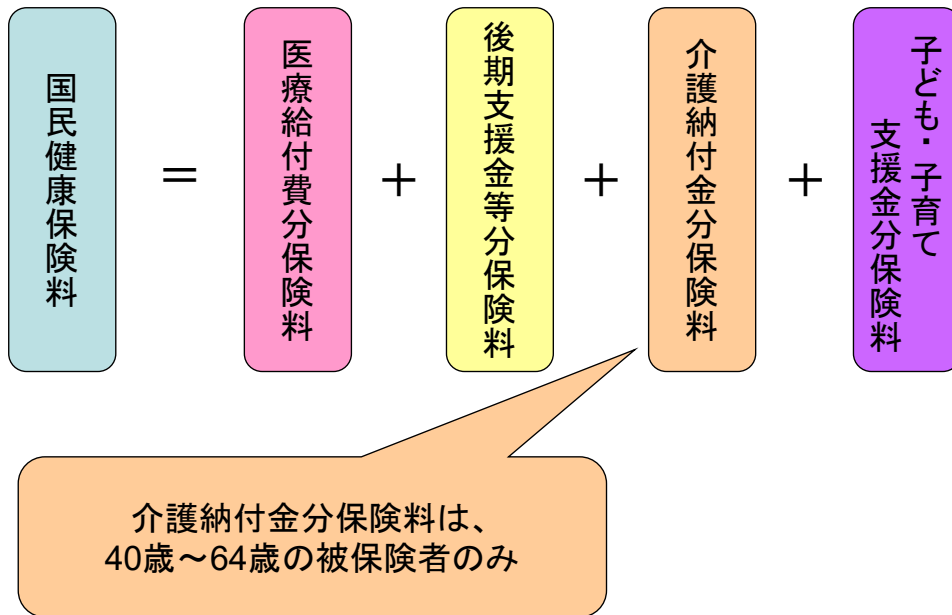 国民健康保険料
＝
医療給付費分保険料
＋
後期支援金等分保険料
＋
介護納付金分保険料
＋
子ども・子育て
支援金分保険料
介護納付金分保険料は、
40歳～64歳の被保険者のみ